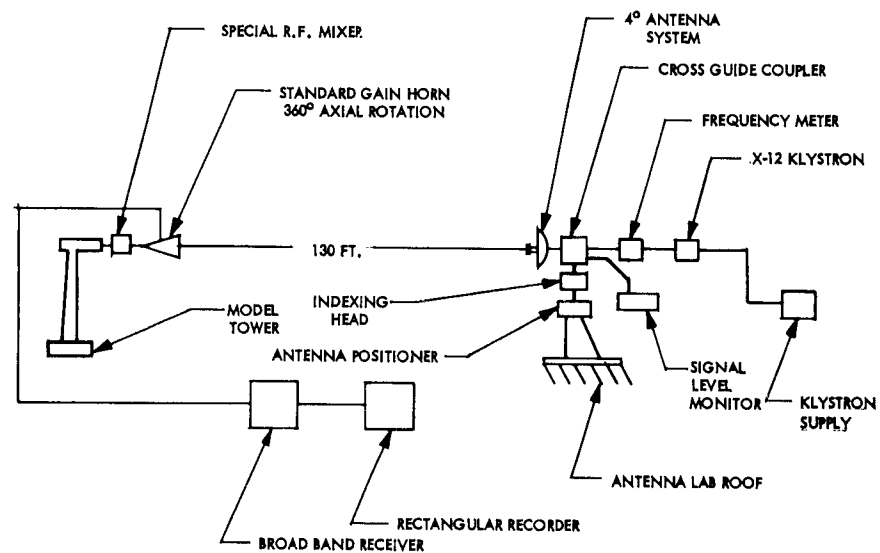 SPECIAL R.F. MIXER
STANDARD GAIN HORN
360° AXIAL ROTATION
4° ANTENNA
SYSTEM
CROSS GUIDE COUPLER
FREQUENCY METER
X-12 KLYSTRON
130 FT.
INDEXING
HEAD
MODEL
TOWER
ANTENNA POSITIONER
SIGNAL
LEVEL
MONITOR
KLYSTRON
SUPPLY
ANTENNA LAB ROOF
RECTANGULAR RECORDER
BROAD BAND RECEIVER